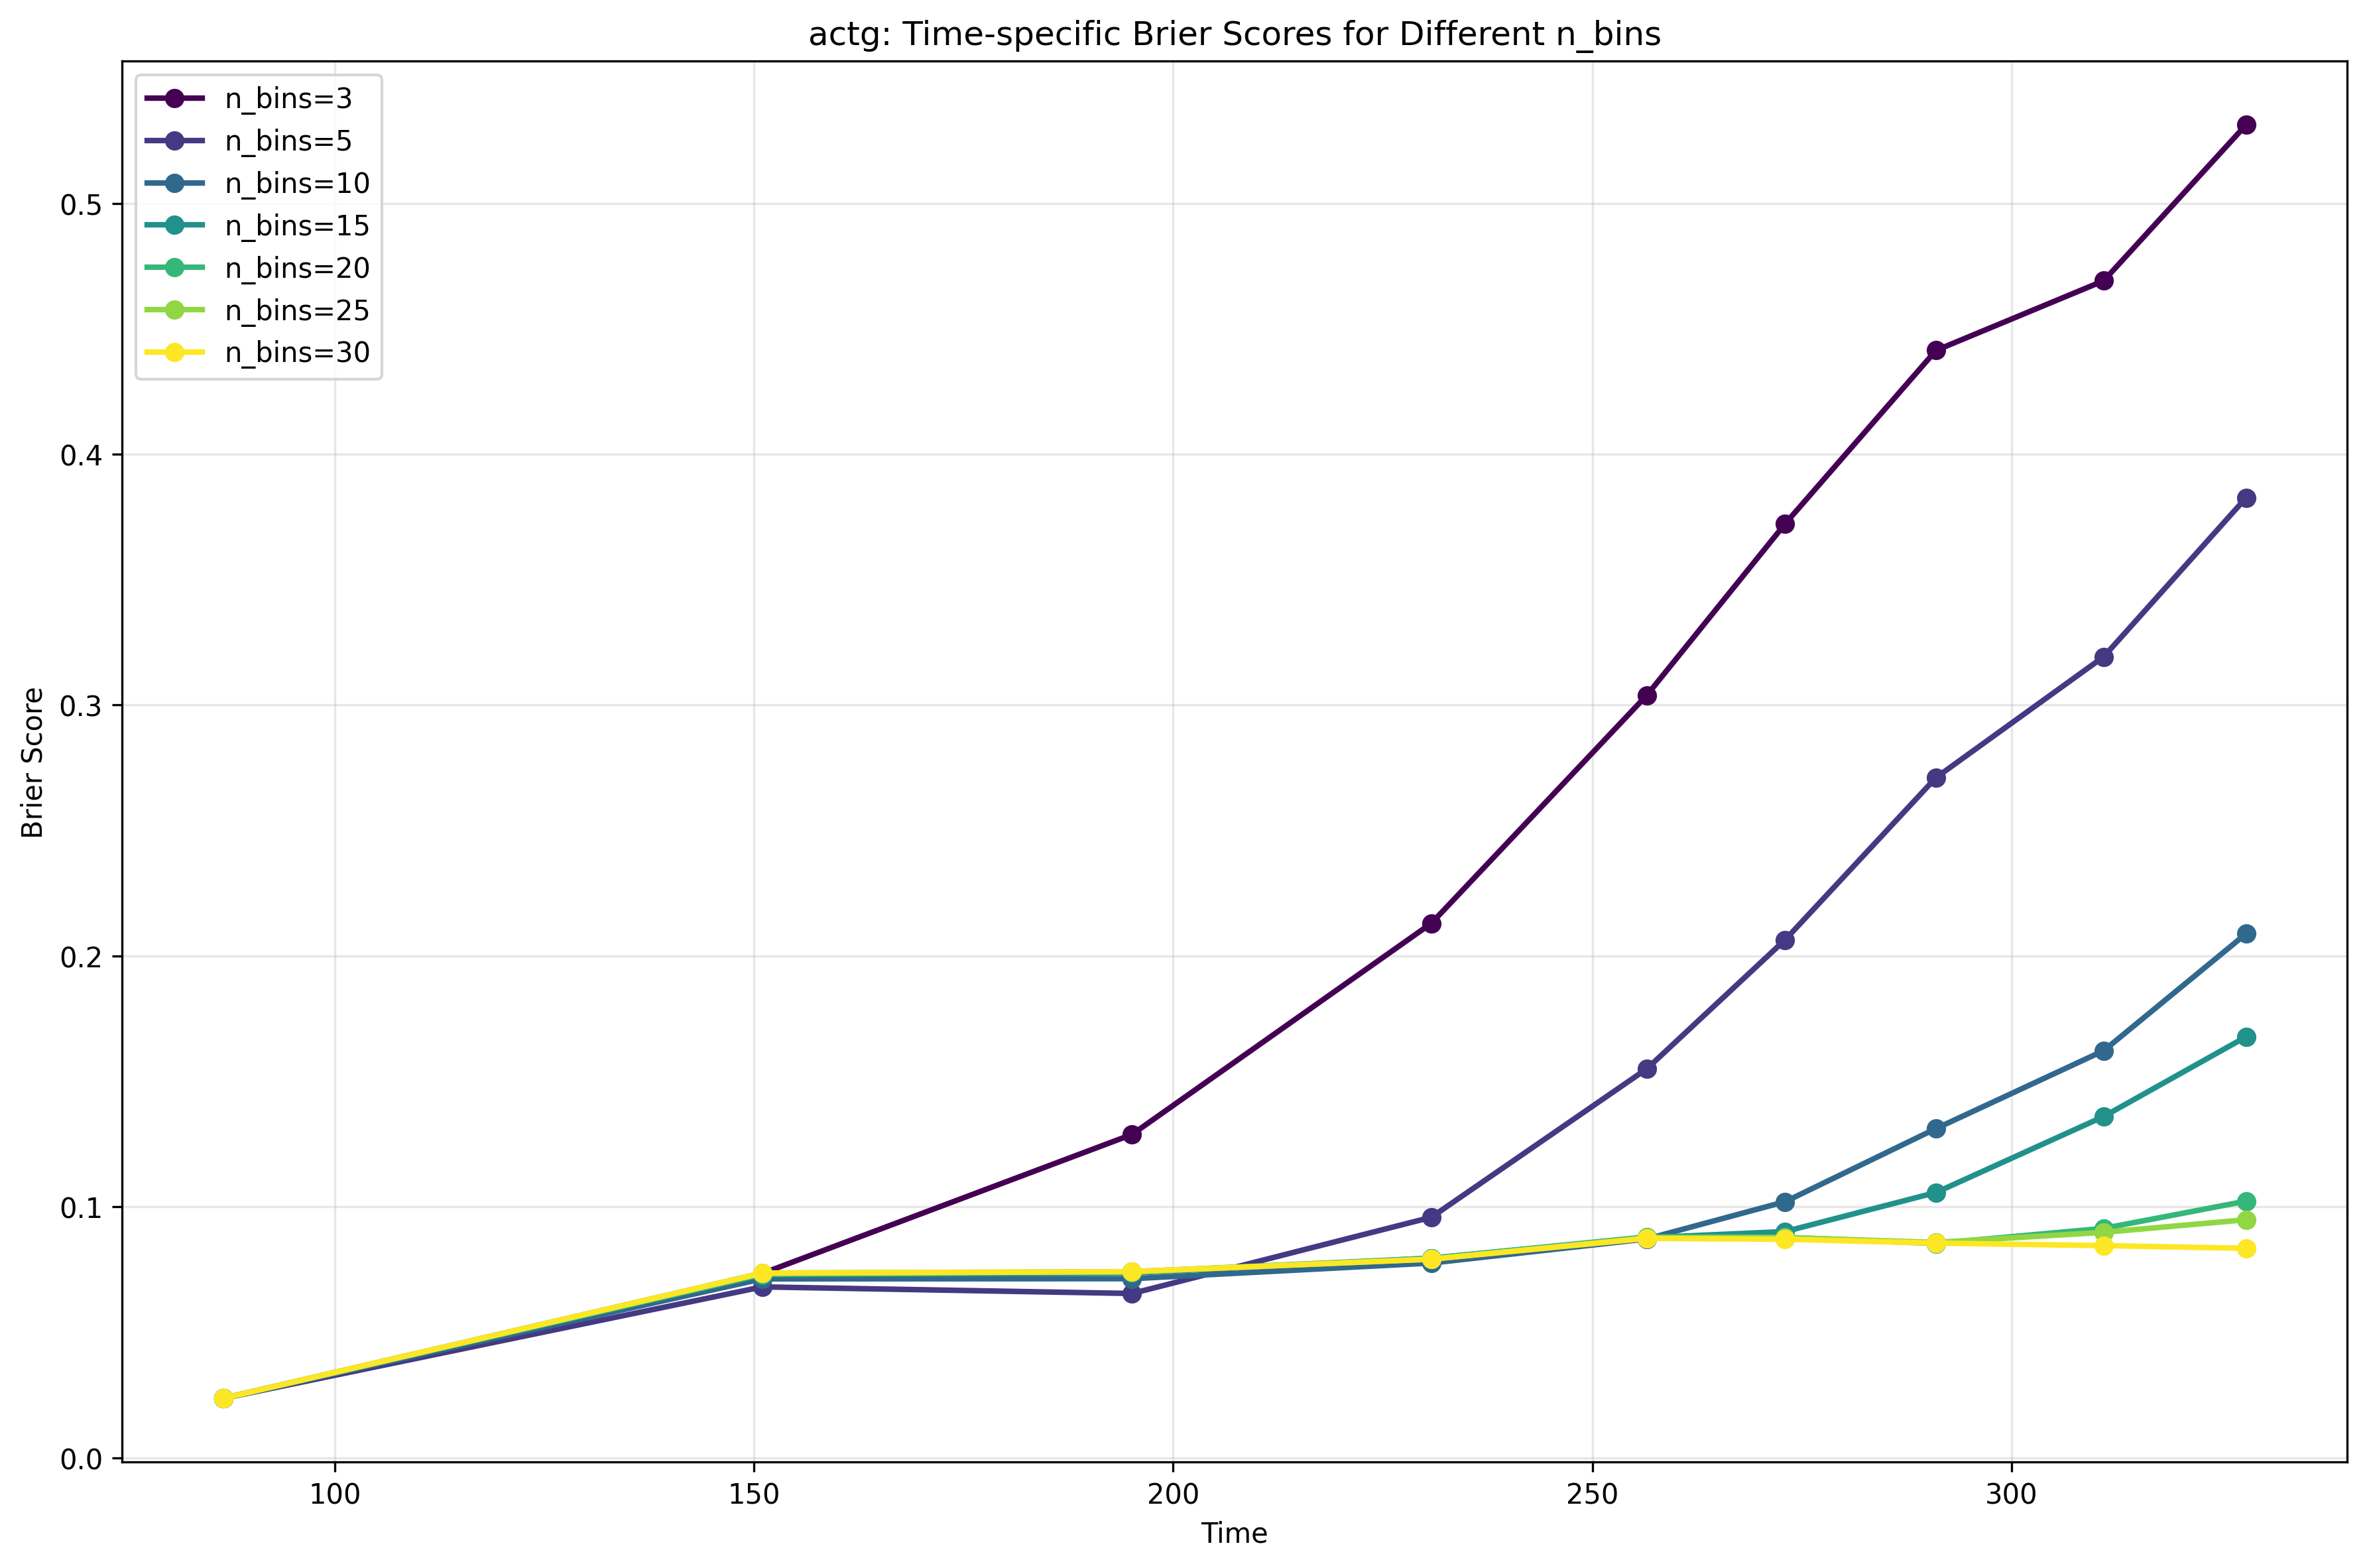 actg: Time-specific Brier Scores for Different n_bins
n_bins=3
n_bins=5
n_bins=10
n_bins=15
n_bins=20
n_bins=25
n_bins=30
Brier Score
0.5
0.4
0.3
0.2
0.1
0.0
100
150
200
250
300
Time